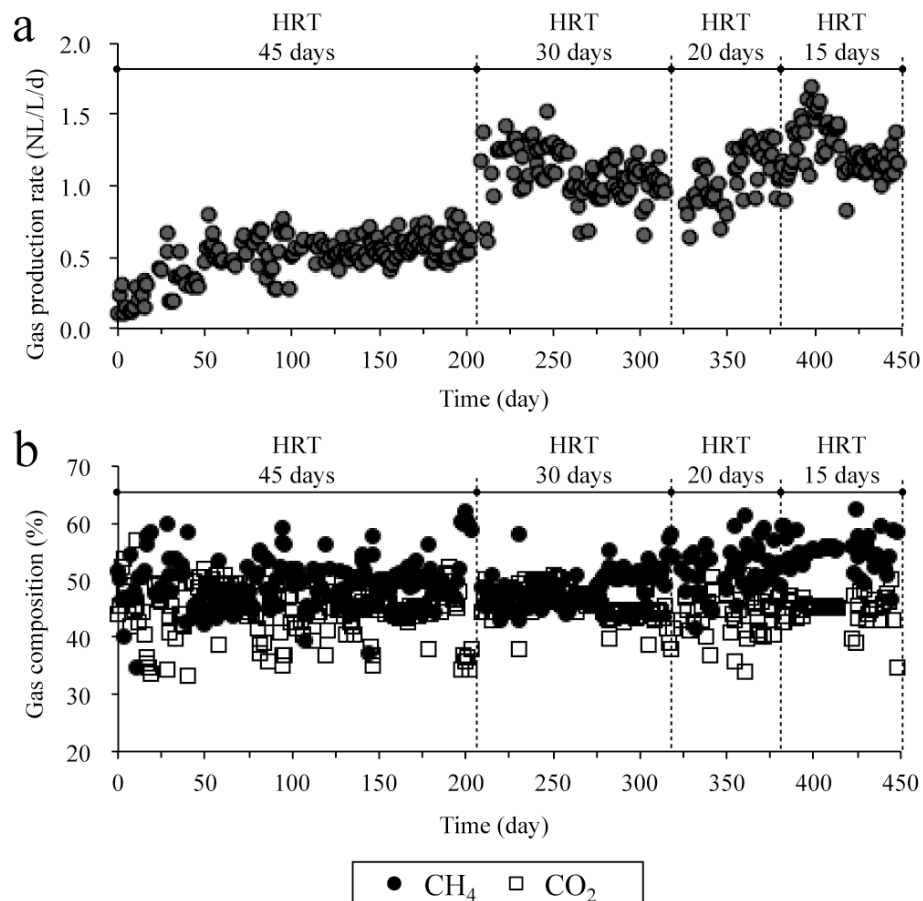 a
HRT HRT HRT HRT
45 days 30 days 20 days 15 days
2.0
1.5
1.0
0.5
0.0
Gas production rate (NL/L/d)
0 50 100 150 200 250 300 350 400 450
Time (day)
b
HRT HRT HRT HRT
45 days 30 days 20 days 15 days
70
60
50
40
30
20
Gas composition (%)
0 50 100 150 200 250 300 350 400 450
Time (day)
CH₄ CO₂